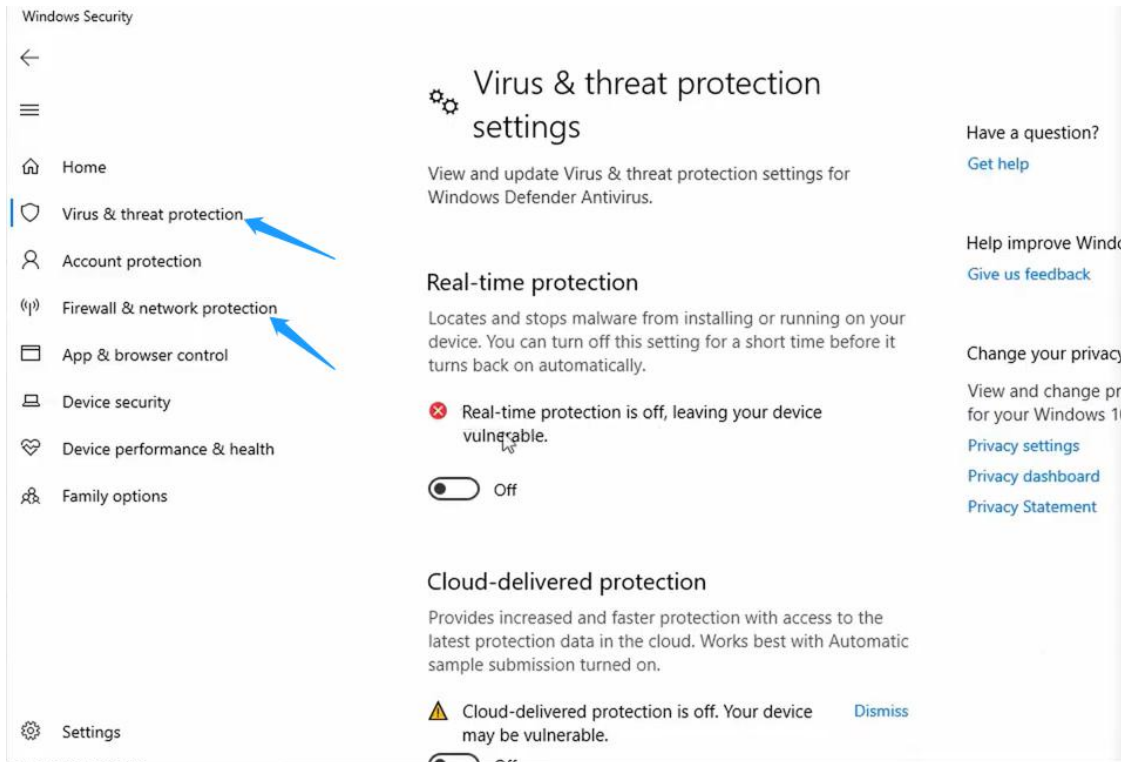 Windows Security
Home
Virus & threat protection
Account protection
Firewall & network protection
App & browser control
Device security
Device performance & health
Family options
Settings
Virus & threat protection
settings
View and update Virus & threat protection settings for
Windows Defender Antivirus.
Real-time protection
Locates and stops malware from installing or running on your
device. You can turn off this setting for a short time before it
turns back on automatically.
Real-time protection is off, leaving your device
vulnerable.
Off
Cloud-delivered protection
Provides increased and faster protection with access to the
latest protection data in the cloud. Works best with Automatic
sample submission turned on.
Cloud-delivered protection is off. Your device
may be vulnerable.
Dismiss
Have a question?
Get help
Help improve
Give us feedback
Change your privacy
View and change
for your Windows
Privacy settings
Privacy dashboard
Privacy Statement